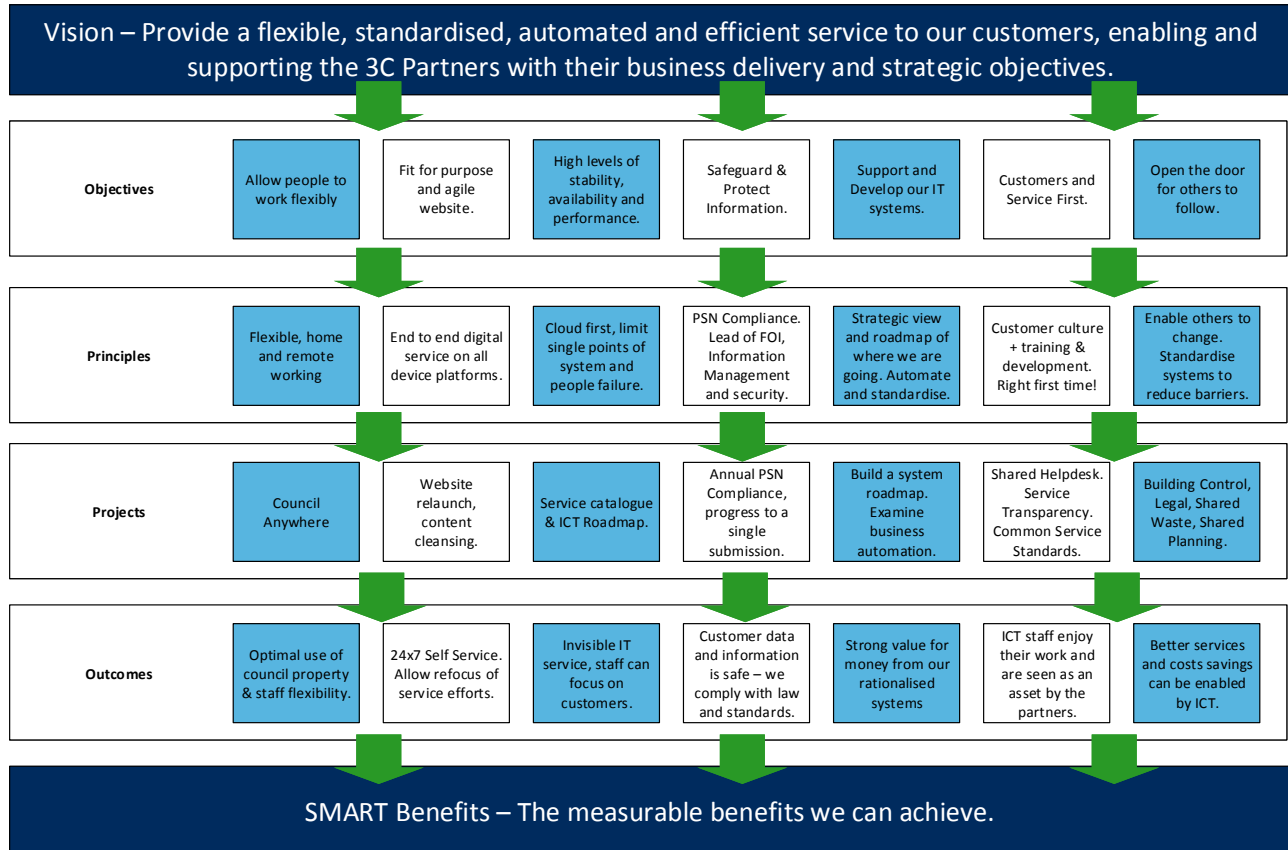 Vision – Provide a flexible, standardised, automated and efficient service to our customers, enabling and
supporting the 3C Partners with their business delivery and strategic objectives.
Objectives
Allow people to
work flexibly
Fit for purpose
and agile
website.
High levels of
stability,
availability and
performance.
Safeguard &
Protect
Information.
Support and
Develop our IT
systems.
Customers and
Service First.
Open the door
for others to
follow.
Principles
Flexible, home
and remote
working
End to end digital
service on all
device platforms.
Cloud first, limit
single points of
system and
people failure.
PSN Compliance.
Lead of FOI,
Information
Management
and security.
Strategic view
and roadmap of
where we are
going. Automate
and standardise.
Customer culture
+ training &
development.
Right first time!
Enable others to
change.
Standardise
systems to
reduce barriers.
Projects
Council
Anywhere
Website
relaunch,
content
cleansing.
Service catalogue
& ICT Roadmap.
Annual PSN
Compliance,
progress to a
single
submission.
Build a system
roadmap.
Examine
business
automation.
Shared Helpdesk.
Service
Transparency.
Common Service
Standards.
Building Control,
Legal, Shared
Waste, Shared
Planning.
Outcomes
Optimal use of
council property
& staff flexibility.
24x7 Self Service.
Allow refocus of
service efforts.
Invisible IT
service, staff can
focus on
customers.
Customer data
and information
is safe – we
comply with law
and standards.
Strong value for
money from our
rationalised
systems
ICT staff enjoy
their work and
are seen as an
asset by the
partners.
Better services
and costs savings
can be enabled
by ICT.
SMART Benefits – The measurable benefits we can achieve.